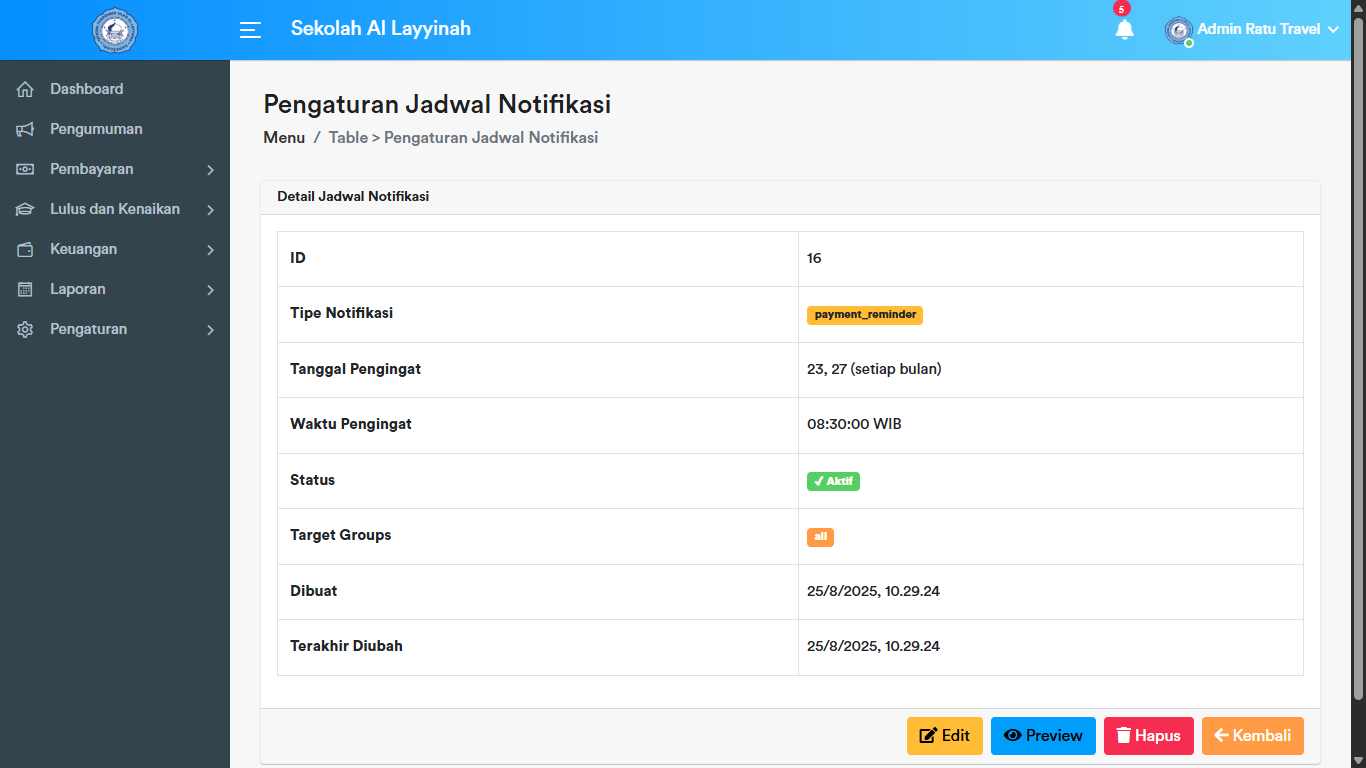 Sekolah Al Layyinah
5
Admin Ratu Travel
Dashboard
Pengumuman
Pembayaran
Lulus dan Kenaikan
Keuangan
Laporan
Pengaturan
Pengaturan Jadwal Notifikasi
Menu / Table > Pengaturan Jadwal Notifikasi
Detail Jadwal Notifikasi
ID 16
Tipe Notifikasi payment_reminder
Tanggal Pengingat 23, 27 (setiap bulan)
Waktu Pengingat 08:30:00 WIB
Status Aktif
Target Groups all
Dibuat 25/8/2025, 10.29.24
Terakhir Diubah 25/8/2025, 10.29.24
Edit Preview Hapus Kembali